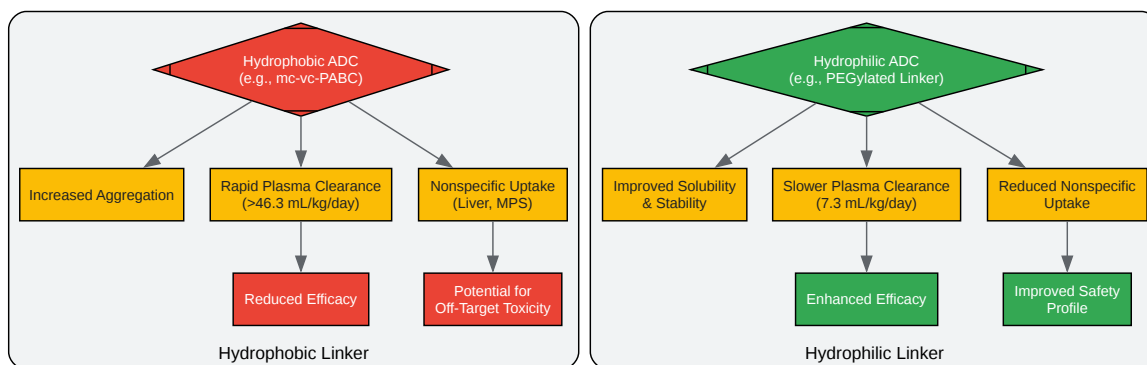 Hydrophobic ADC
(e.g., mc-vc-PABC)
Increased Aggregation
Rapid Plasma Clearance
(>46.3 mL/kg/day)
Nonspecific Uptake
(Liver, MPS)
Reduced Efficacy
Potential for
Off-Target Toxicity
Hydrophobic Linker
Hydrophilic ADC
(e.g., PEGylated Linker)
Improved Solubility
& Stability
Slower Plasma Clearance
(7.3 mL/kg/day)
Reduced Nonspecific
Uptake
Enhanced Efficacy
Improved Safety
Profile
Hydrophilic Linker